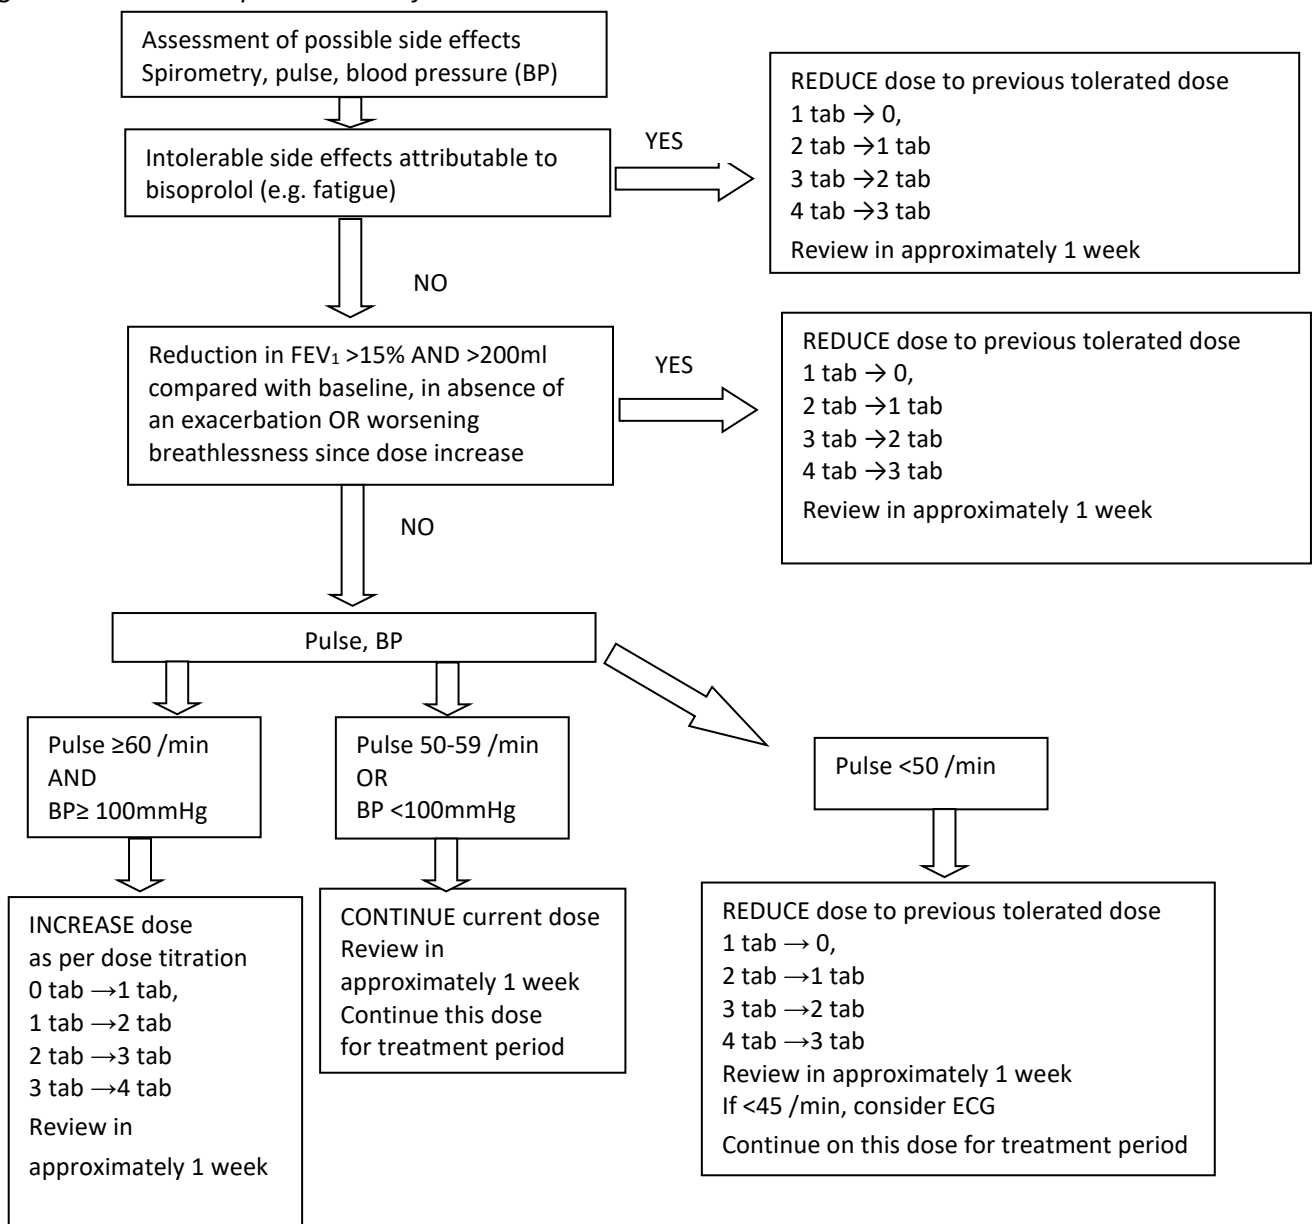 Assessment of possible side effects
Spirometry, pulse, blood pressure (BP)
Intolerable side effects attributable to
bisoprolol (e.g. fatigue)
YES
REDUCE dose to previous tolerated dose
1 tab → 0,
2 tab →1 tab
3 tab →2 tab
4 tab →3 tab
Review in approximately 1 week
NO
Reduction in FEV₁ >15% AND >200ml
compared with baseline, in absence of
an exacerbation OR worsening
breathlessness since dose increase
YES
REDUCE dose to previous tolerated dose
1 tab → 0,
2 tab →1 tab
3 tab →2 tab
4 tab →3 tab
Review in approximately 1 week
NO
Pulse, BP
Pulse ≥60 /min
AND
BP≥ 100mmHg
Pulse 50-59 /min
OR
BP <100mmHg
Pulse <50 /min
INCREASE dose
as per dose titration
0 tab →1 tab,
1 tab →2 tab
2 tab →3 tab
3 tab →4 tab
Review in
approximately 1 week
CONTINUE current dose
Review in
approximately 1 week
Continue this dose
for treatment period
REDUCE dose to previous tolerated dose
1 tab → 0,
2 tab →1 tab
3 tab →2 tab
4 tab →3 tab
Review in approximately 1 week
If <45 /min, consider ECG
Continue on this dose for treatment period